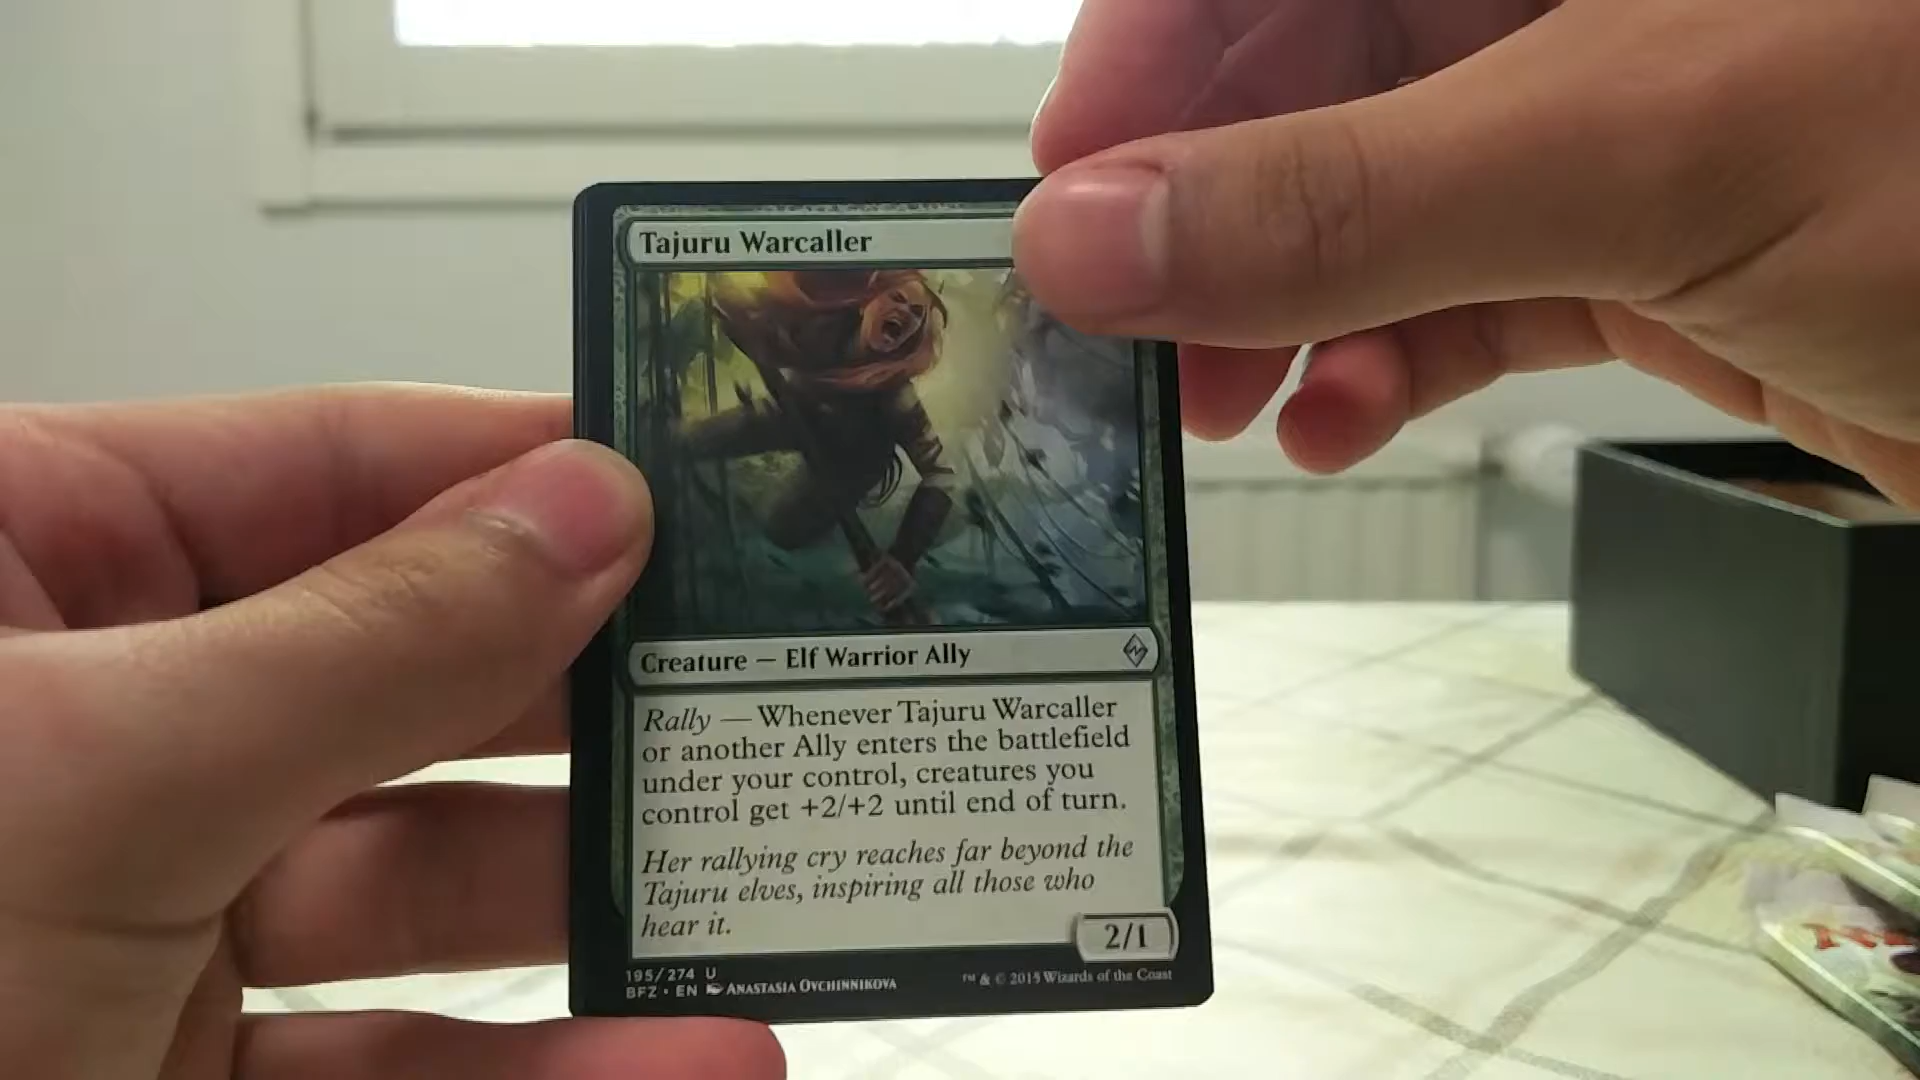 Tajuru Warcaller
Creature — Elf Warrior Ally
Rally — Whenever Tajuru Warcaller
or another Ally enters the battlefield
under your control, creatures you
control get +2/+2 until end of turn.
Her rallying cry reaches far beyond the
Tajuru elves, inspiring all those who
hear it.
2/1
195/274 U
BFZ • EN ANASTASIA OVCHINNIKOVA
™ & © 2015 Wizards of the Coast